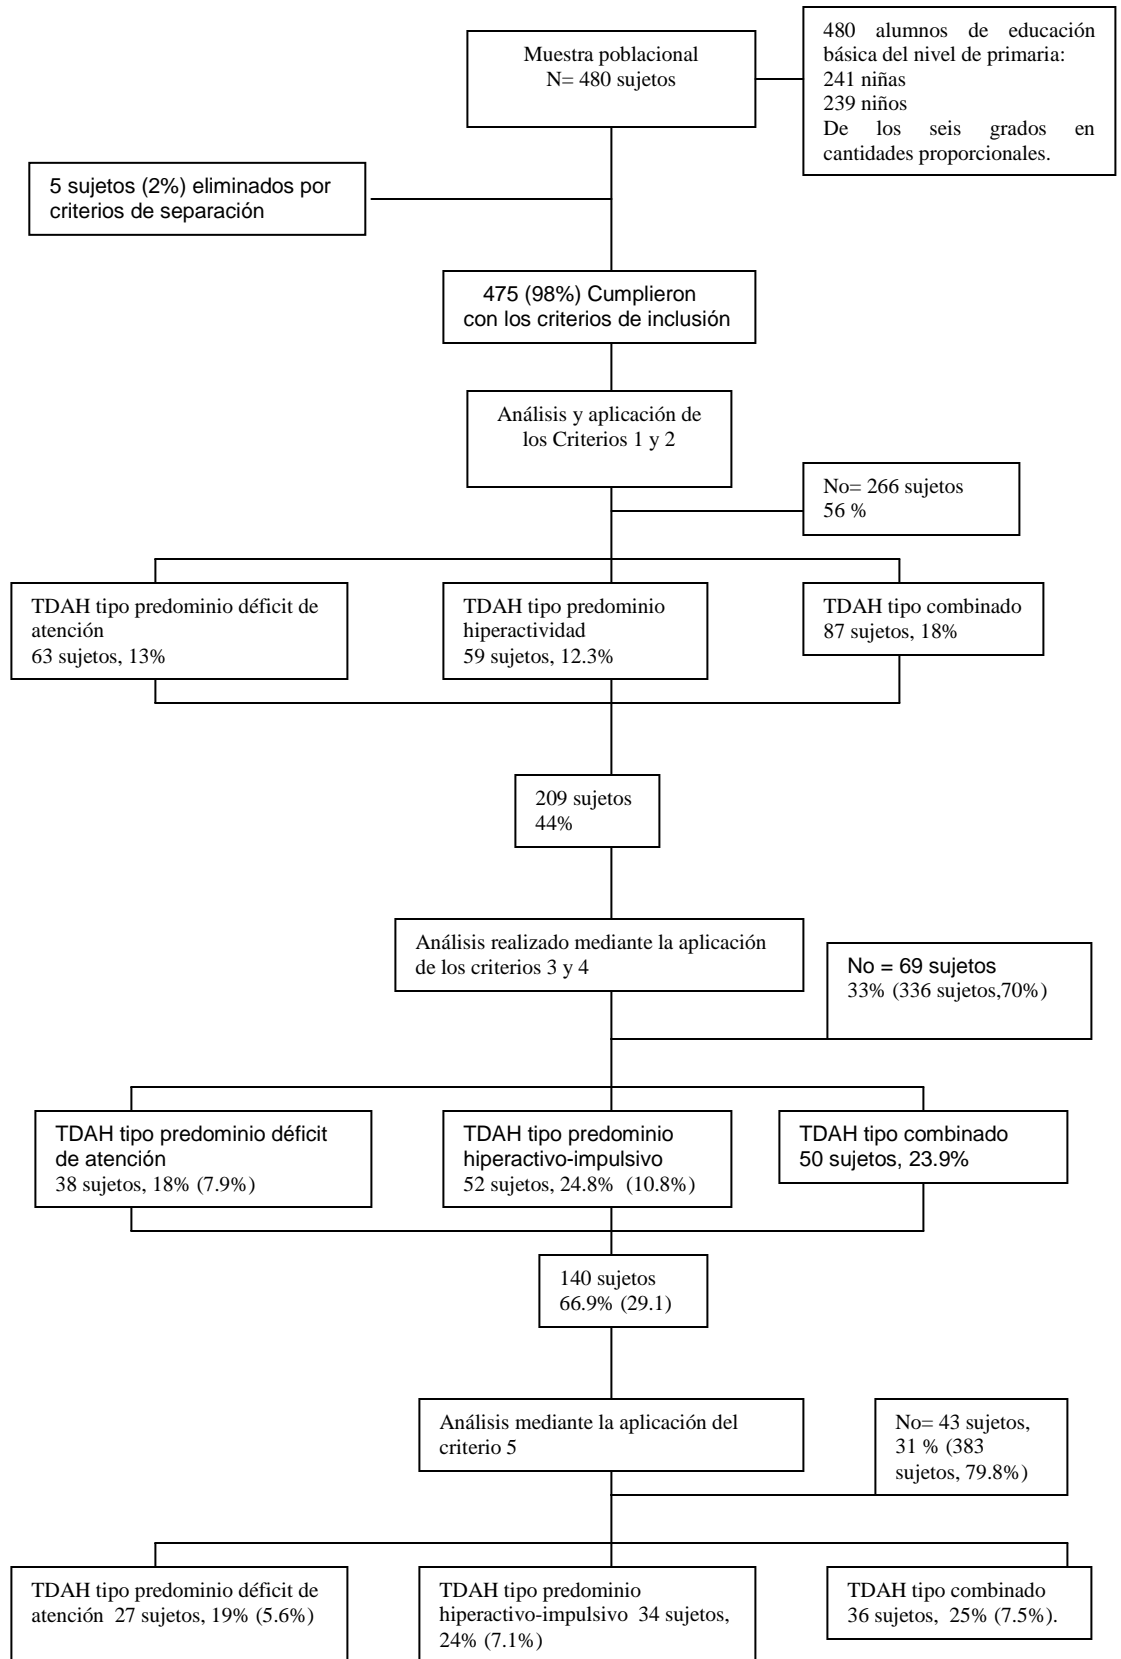 Muestra poblacional
N= 480 sujetos
480 alumnos de educación
básica del nivel de primaria:
241 niñas
239 niños
De los seis grados en
cantidades proporcionales.
5 sujetos (2%) eliminados por
criterios de separación
475 (98%) Cumplieron
con los criterios de inclusión
Análisis y aplicación de
los Criterios 1 y 2
No= 266 sujetos
56 %
TDAH tipo predominio déficit de
atención
63 sujetos, 13%
TDAH tipo predominio
hiperactividad
59 sujetos, 12.3%
TDAH tipo combinado
87 sujetos, 18%
209 sujetos
44%
Análisis realizado mediante la aplicación
de los criterios 3 y 4
No = 69 sujetos
33% (336 sujetos,70%)
TDAH tipo predominio déficit
de atención
38 sujetos, 18% (7.9%)
TDAH tipo predominio
hiperactivo-impulsivo
52 sujetos, 24.8% (10.8%)
TDAH tipo combinado
50 sujetos, 23.9%
140 sujetos
66.9% (29.1)
Análisis mediante la aplicación del
criterio 5
No= 43 sujetos,
31 % (383
sujetos, 79.8%)
TDAH tipo predominio déficit de
atención 27 sujetos, 19% (5.6%)
TDAH tipo predominio
hiperactivo-impulsivo 34 sujetos,
24% (7.1%)
TDAH tipo combinado
36 sujetos, 25% (7.5%).